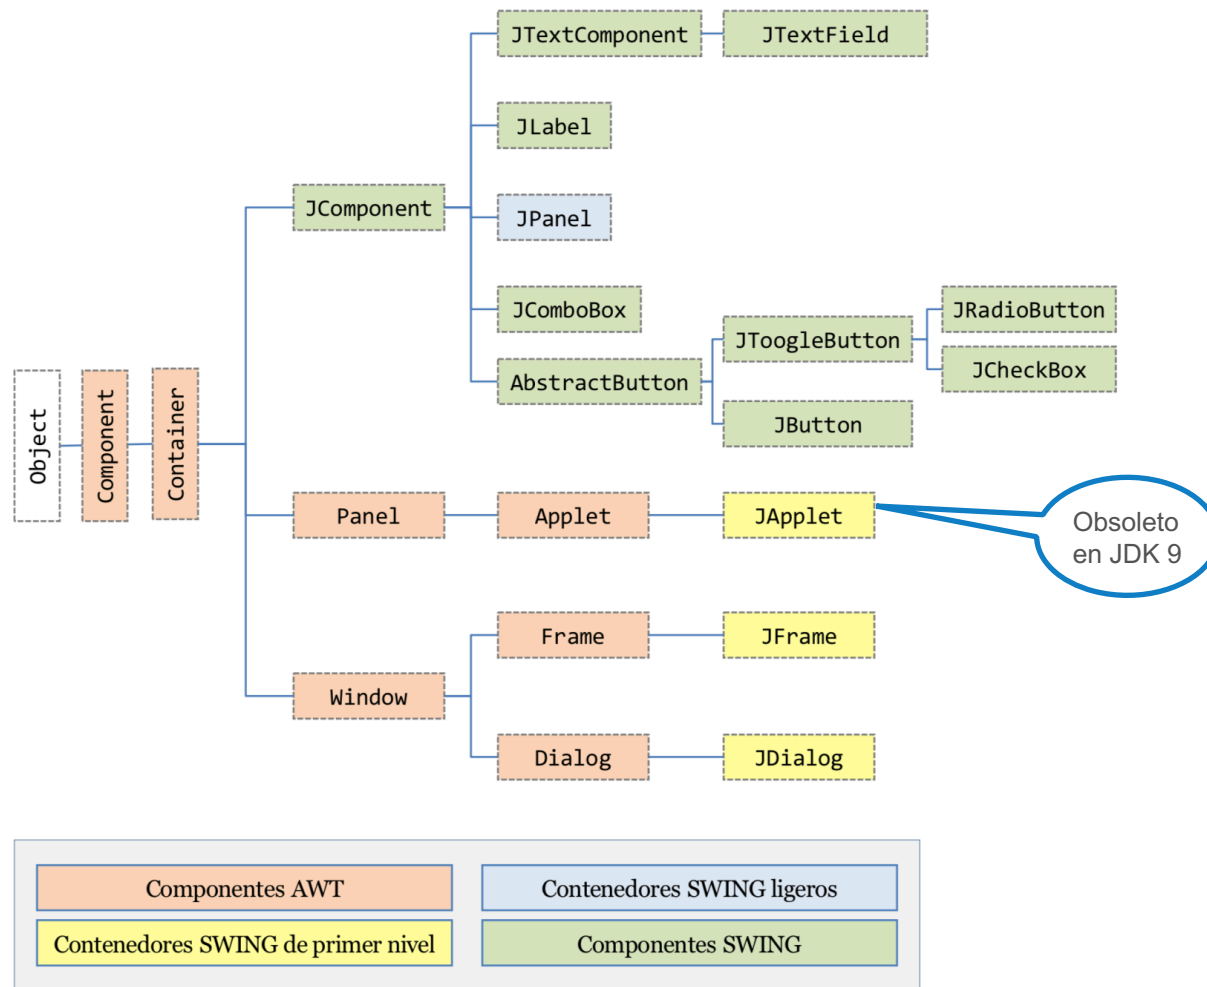 JTextComponent
JTextField
JLabel
JComponent
JPanel
JComboBox
JRadioButton
JToogleButton
JCheckBox
AbstractButton
JButton
Object
Component
Container
Panel
Applet
JApplet
Obsoleto
en JDK 9
Frame
JFrame
Window
Dialog
JDialog
Componentes AWT
Contenedores SWING ligeros
Contenedores SWING de primer nivel
Componentes SWING